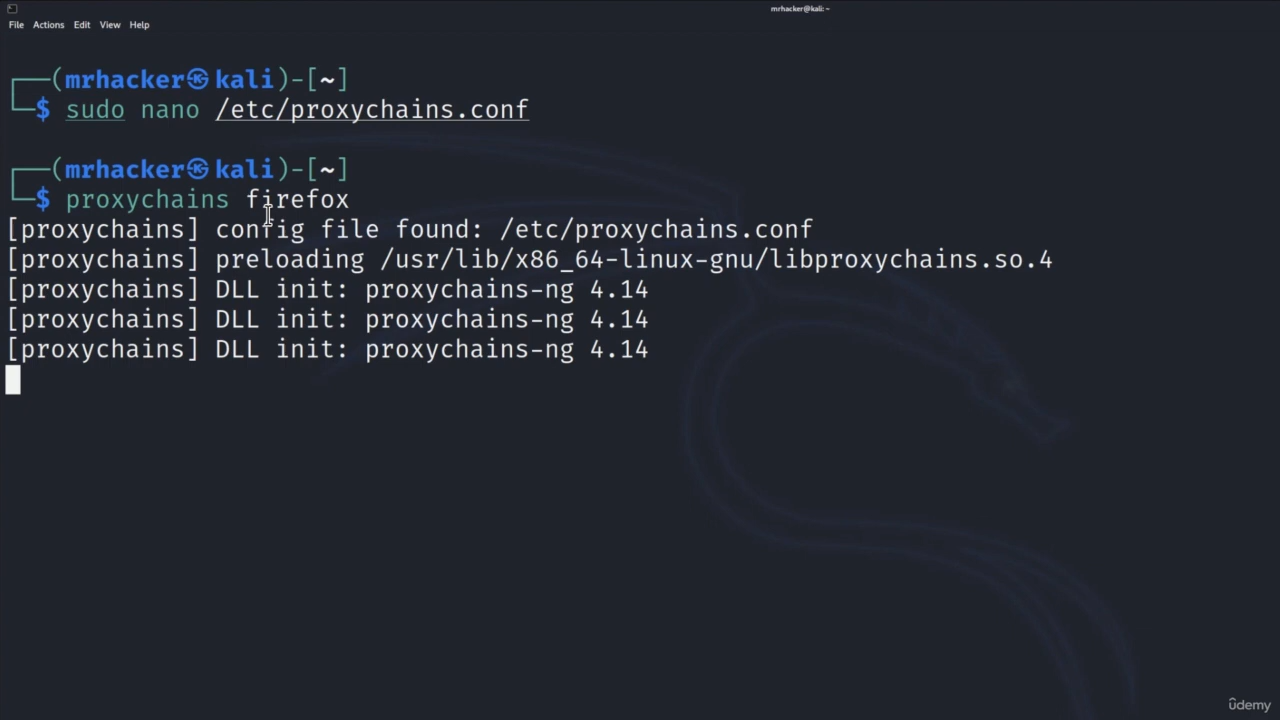 mrhacker@kali: ~
File Actions Edit View Help
┌──(mrhacker㉿kali)-[~]
└─$ sudo nano /etc/proxychains.conf
┌──(mrhacker㉿kali)-[~]
└─$ proxychains firefox
[proxychains] config file found: /etc/proxychains.conf
[proxychains] preloading /usr/lib/x86_64-linux-gnu/libproxychains.so.4
[proxychains] DLL init: proxychains-ng 4.14
[proxychains] DLL init: proxychains-ng 4.14
[proxychains] DLL init: proxychains-ng 4.14
ûdemy